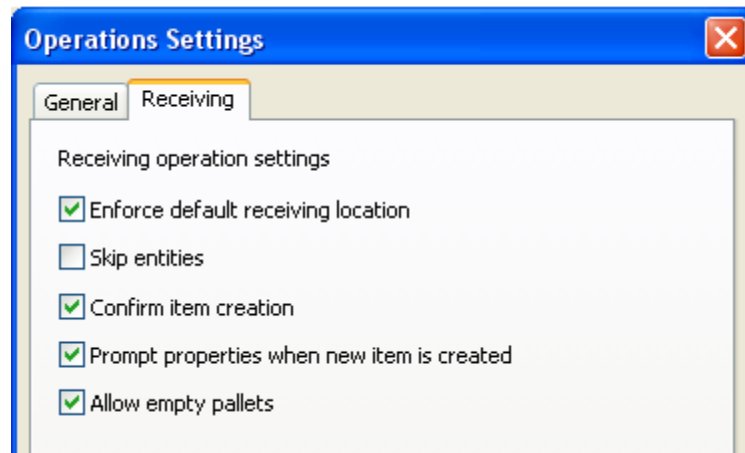 Operations Settings
General
Receiving
Receiving operation settings
Enforce default receiving location
Skip entities
Confirm item creation
Prompt properties when new item is created
Allow empty pallets